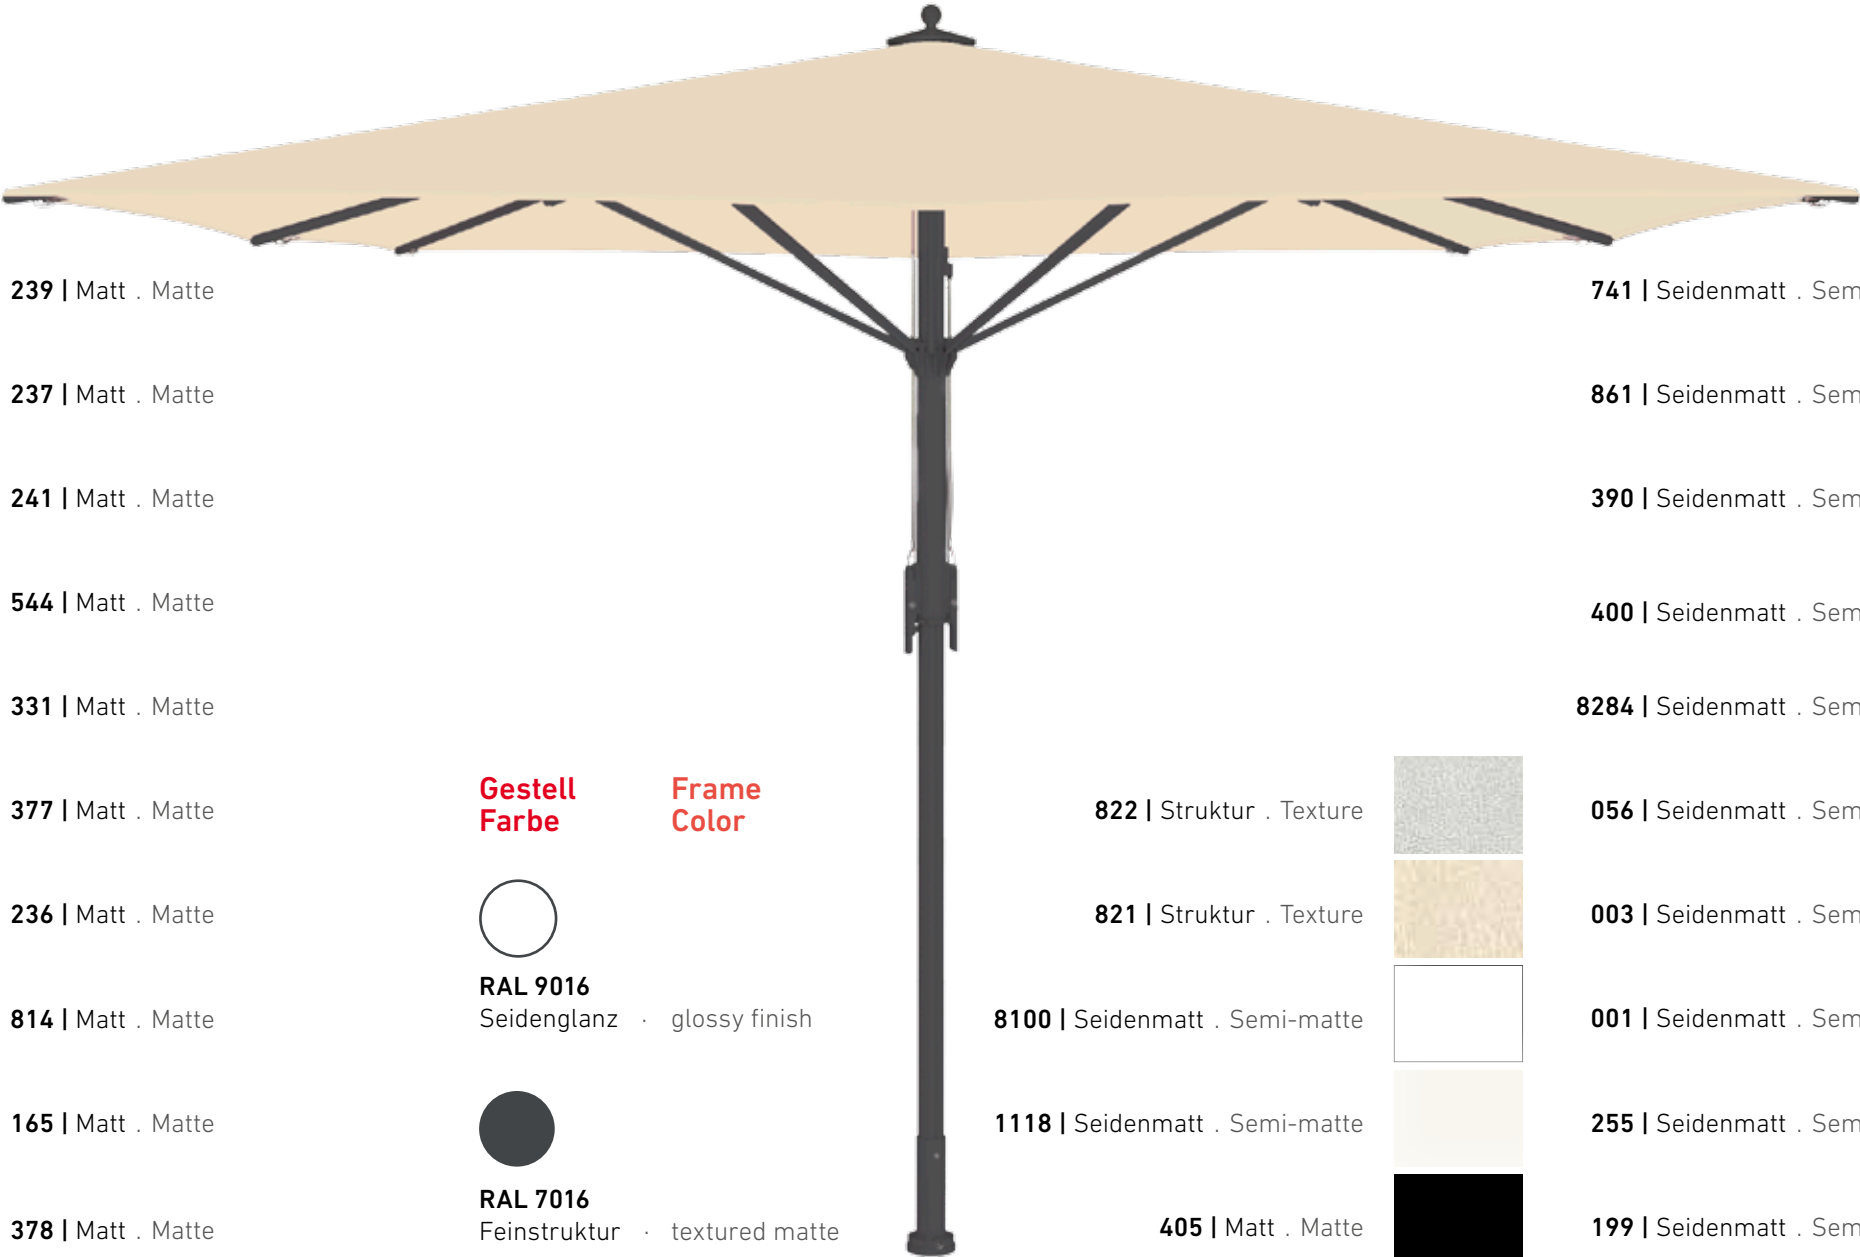 239 | Matt . Matte
237 | Matt . Matte
241 | Matt . Matte
544 | Matt . Matte
331 | Matt . Matte
377 | Matt . Matte
236 | Matt . Matte
814 | Matt . Matte
165 | Matt . Matte
378 | Matt . Matte
Gestell
Farbe
Frame
Color
RAL 9016
Seidenglanz · glossy finish
RAL 7016
Feinstruktur · textured matte
822 | Struktur . Texture
821 | Struktur . Texture
8100 | Seidenmatt . Semi-matte
1118 | Seidenmatt . Semi-matte
405 | Matt . Matte
741 | Seidenmatt . Sem
861 | Seidenmatt . Sem
390 | Seidenmatt . Sem
400 | Seidenmatt . Sem
8284 | Seidenmatt . Sem
056 | Seidenmatt . Sem
003 | Seidenmatt . Sem
001 | Seidenmatt . Sem
255 | Seidenmatt . Sem
199 | Seidenmatt . Sem